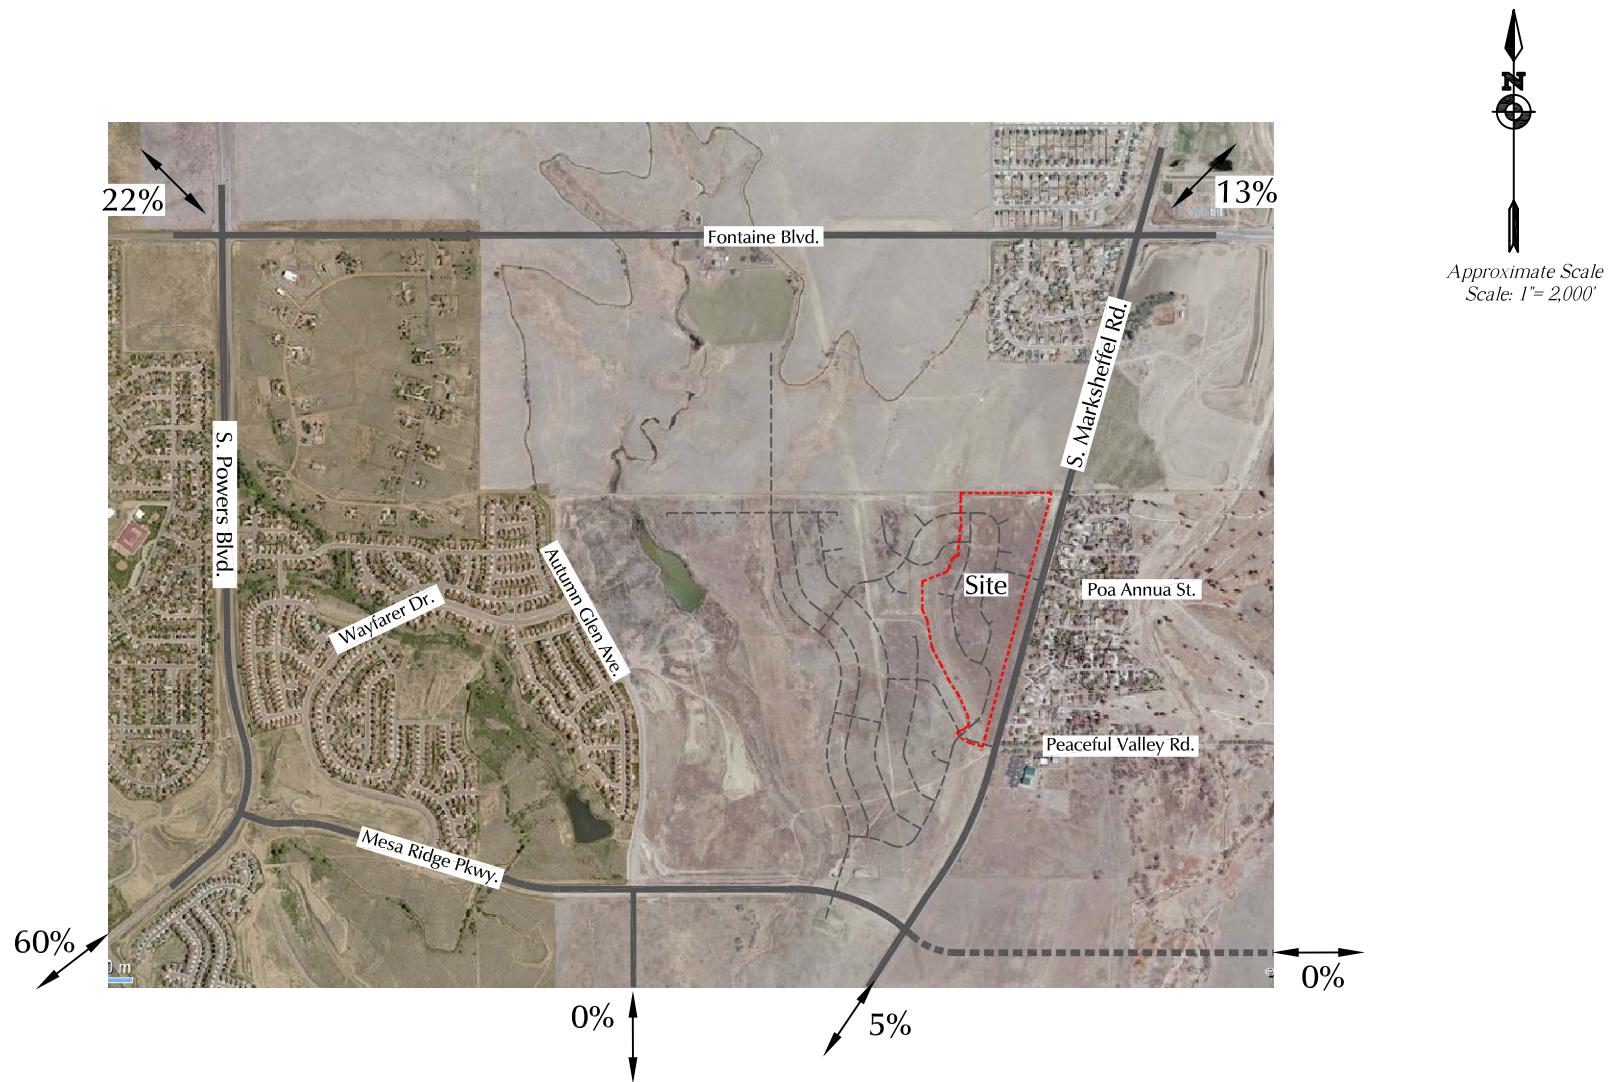 N
Approximate Scale
Scale: 1"= 2,000'
22%
13%
Fontaine Blvd.
S. Marksheffel Rd.
S. Powers Blvd.
Autumn Glen Ave.
Wayfarer Dr.
Site
Poa Annua St.
Peaceful Valley Rd.
Mesa Ridge Pkwy.
60%
m
0%
0%
5%